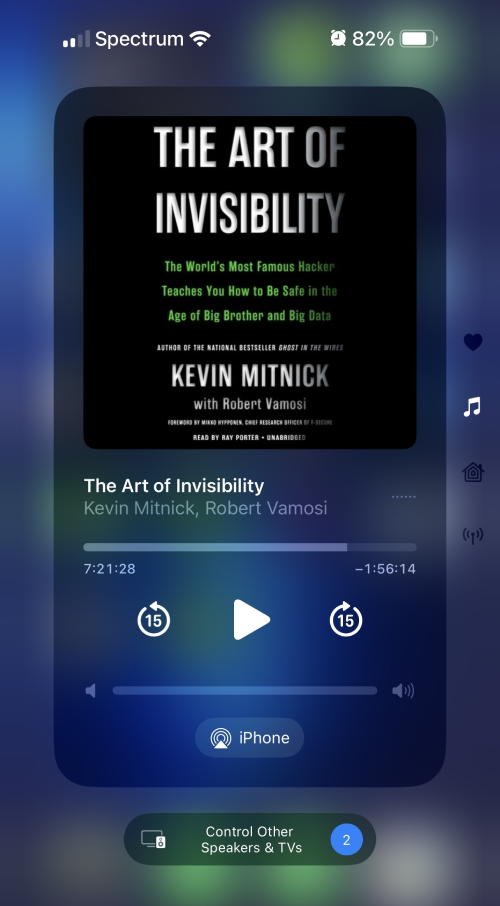 Spectrum 82%
THE ART OF
INVISIBILITY
The World's Most Famous Hacker
Teaches You How to Be Safe in the
Age of Big Brother and Big Data
AUTHOR OF THE NATIONAL BESTSELLER GHOST IN THE WIRES
KEVIN MITNICK
with Robert Vamosi
FOREWORD BY MIKKO HYPPONEN, CHIEF RESEARCH OFFICER OF F-SECURE
READ BY RAY PORTER • UNABRIDGED
The Art of Invisibility
Kevin Mitnick, Robert Vamosi
7:21:28 −1:56:14
15 15
iPhone
Control Other
Speakers & TVs
2